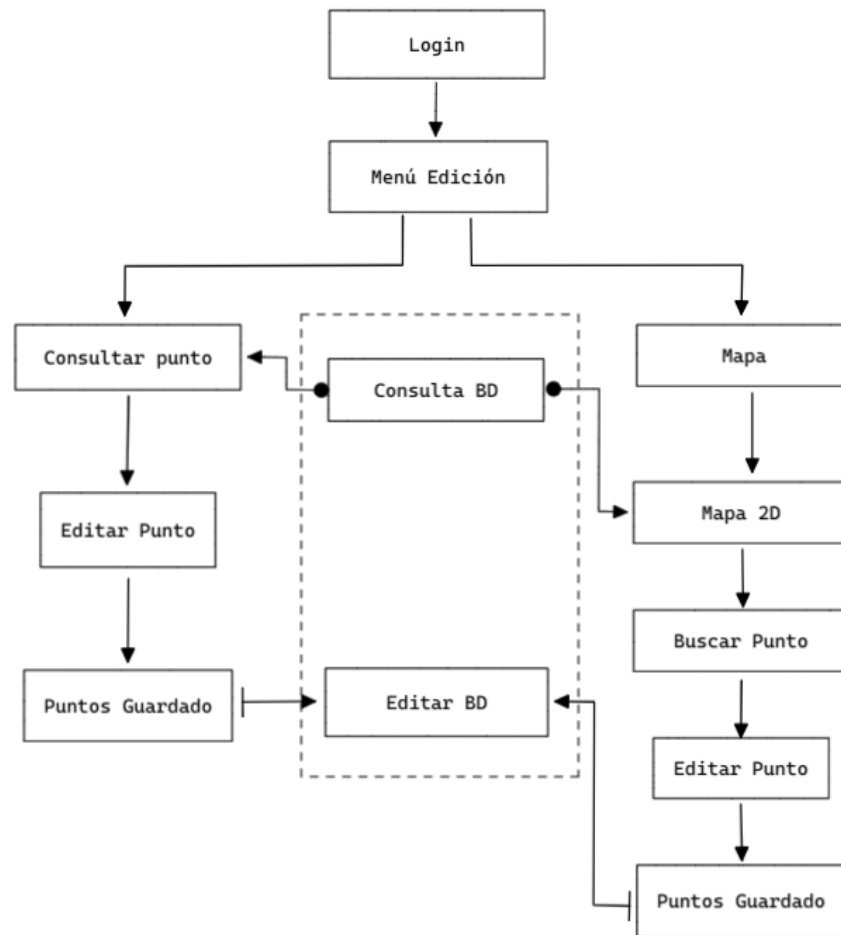 Login
Menú Edición
Consultar punto
Consulta BD
Mapa
Mapa 2D
Editar Punto
Buscar Punto
Puntos Guardado
Editar BD
Editar Punto
Puntos Guardado